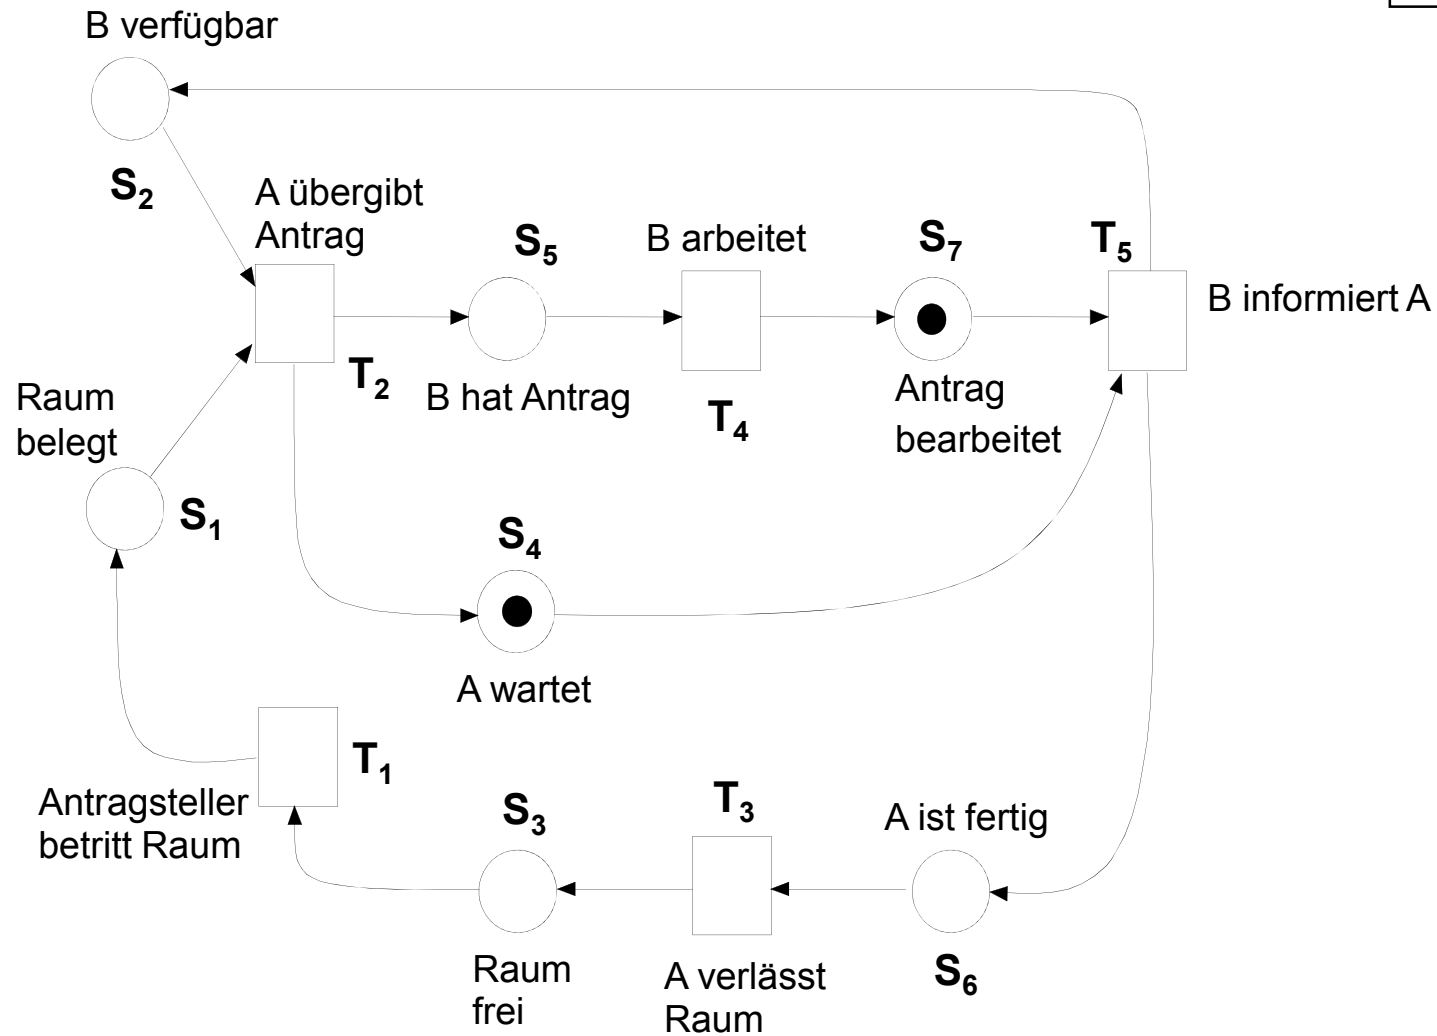 B verfügbar
S2
A übergibt
Antrag
S5
B arbeitet
S7
T5
B informiert A
T2
B hat Antrag
T4
Antrag
bearbeitet
Raum
belegt
S1
S4
A wartet
T1
Antragsteller
betritt Raum
S3
T3
A ist fertig
Raum
frei
A verlässt
Raum
S6